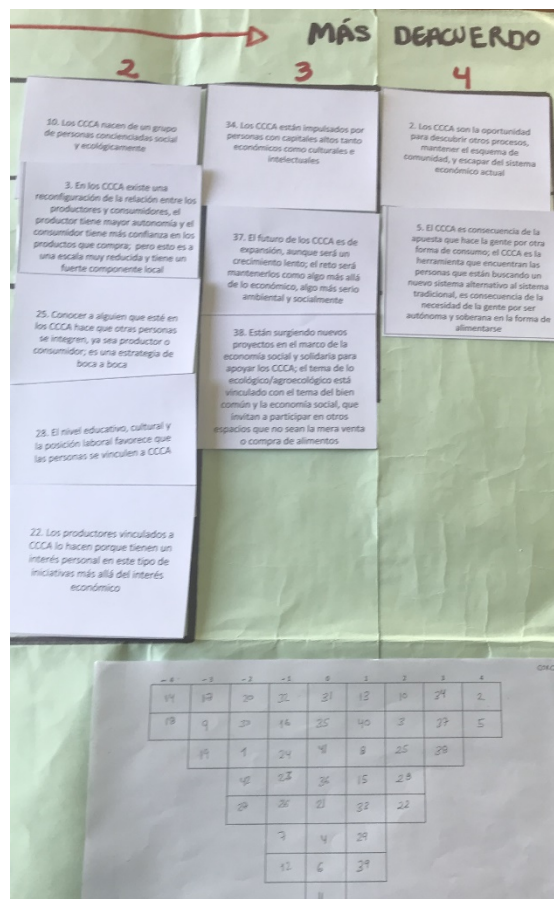 MÁS DEACUERDO
2
3
4
10. Los CCCA nacen de un grupo
de personas concienciadas social
y ecológicamente
3. En los CCCA existe una
reconfiguración de la relación entre los
productores y consumidores, el
productor tiene mayor autonomía y el
consumidor tiene más confianza en los
productos que compra; pero esto es a
una escala muy reducida y tiene un
fuerte componente local
25. Conocer a alguien que esté en
los CCCA hace que otras personas
se integren, ya sea productor o
consumidor; es una estrategia de
boca a boca
28. El nivel educativo, cultural y
la posición laboral favorece que
las personas se vinculen a CCCA
22. Los productores vinculados a
CCCA lo hacen porque tienen un
interés personal en este tipo de
iniciativas más allá del interés
económico
34. Los CCCA están impulsados por
personas con capitales altos tanto
económicos como culturales e
intelectuales
37. El futuro de los CCCA es de
expansión, aunque será un
crecimiento lento; el reto será
mantenerlos como algo más allá
de lo económico, algo más serio
ambiental y socialmente
38. Están surgiendo nuevos
proyectos en el marco de la
economía social y solidaria para
apoyar los CCCA; el tema de lo
ecológico/agroecológico está
vinculado con el tema del bien
común y la economía social, que
invitan a participar en otros
espacios que no sean la mera venta
o compra de alimentos
2. Los CCCA son la oportunidad
para descubrir otros procesos,
mantener el esquema de
comunidad, y escapar del sistema
económico actual
5. El CCCA es consecuencia de la
apuesta que hace la gente por otra
forma de consumo; el CCCA es la
herramienta que encuentran las
personas que están buscando un
nuevo sistema alternativo al sistema
tradicional, es consecuencia de la
necesidad de la gente por ser
autónoma y soberana en la forma de
alimentarse
-4 -3 -2 -1 0 1 2 3 4
14 17 20 31 13 10 34 2
18 9 16 35 40 3 37 5
19 1 24 8 25 38
23 36 15 28
26 21 32 22
7 4 29
12 6 39
11